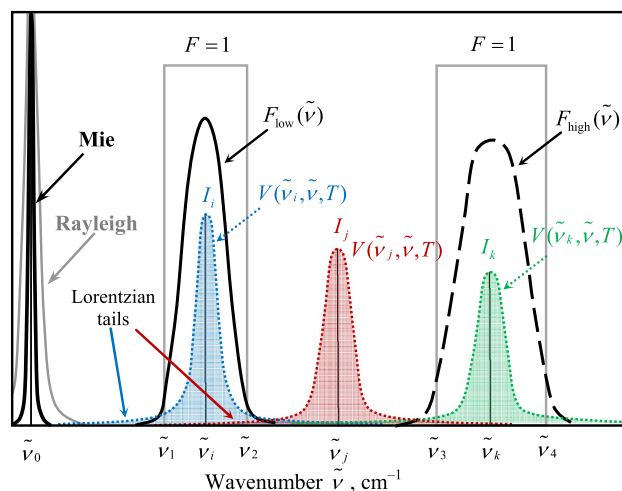 F = 1
F = 1
F_low(ν̃)
F_high(ν̃)
Mie
I_i
V(ν̃_i,ν̃,T)
Rayleigh
I_j
V(ν̃_j,ν̃,T)
I_k
V(ν̃_k,ν̃,T)
Lorentzian
tails
ν̃_0
ν̃_1
ν̃_i
ν̃_2
ν̃_j
ν̃_3
ν̃_k
ν̃_4
Wavenumber ν̃ , cm⁻¹